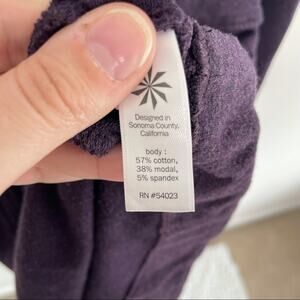 Designed in
Sonoma County,
California
body :
57% cotton,
38% modal,
5% spandex
RN #54023